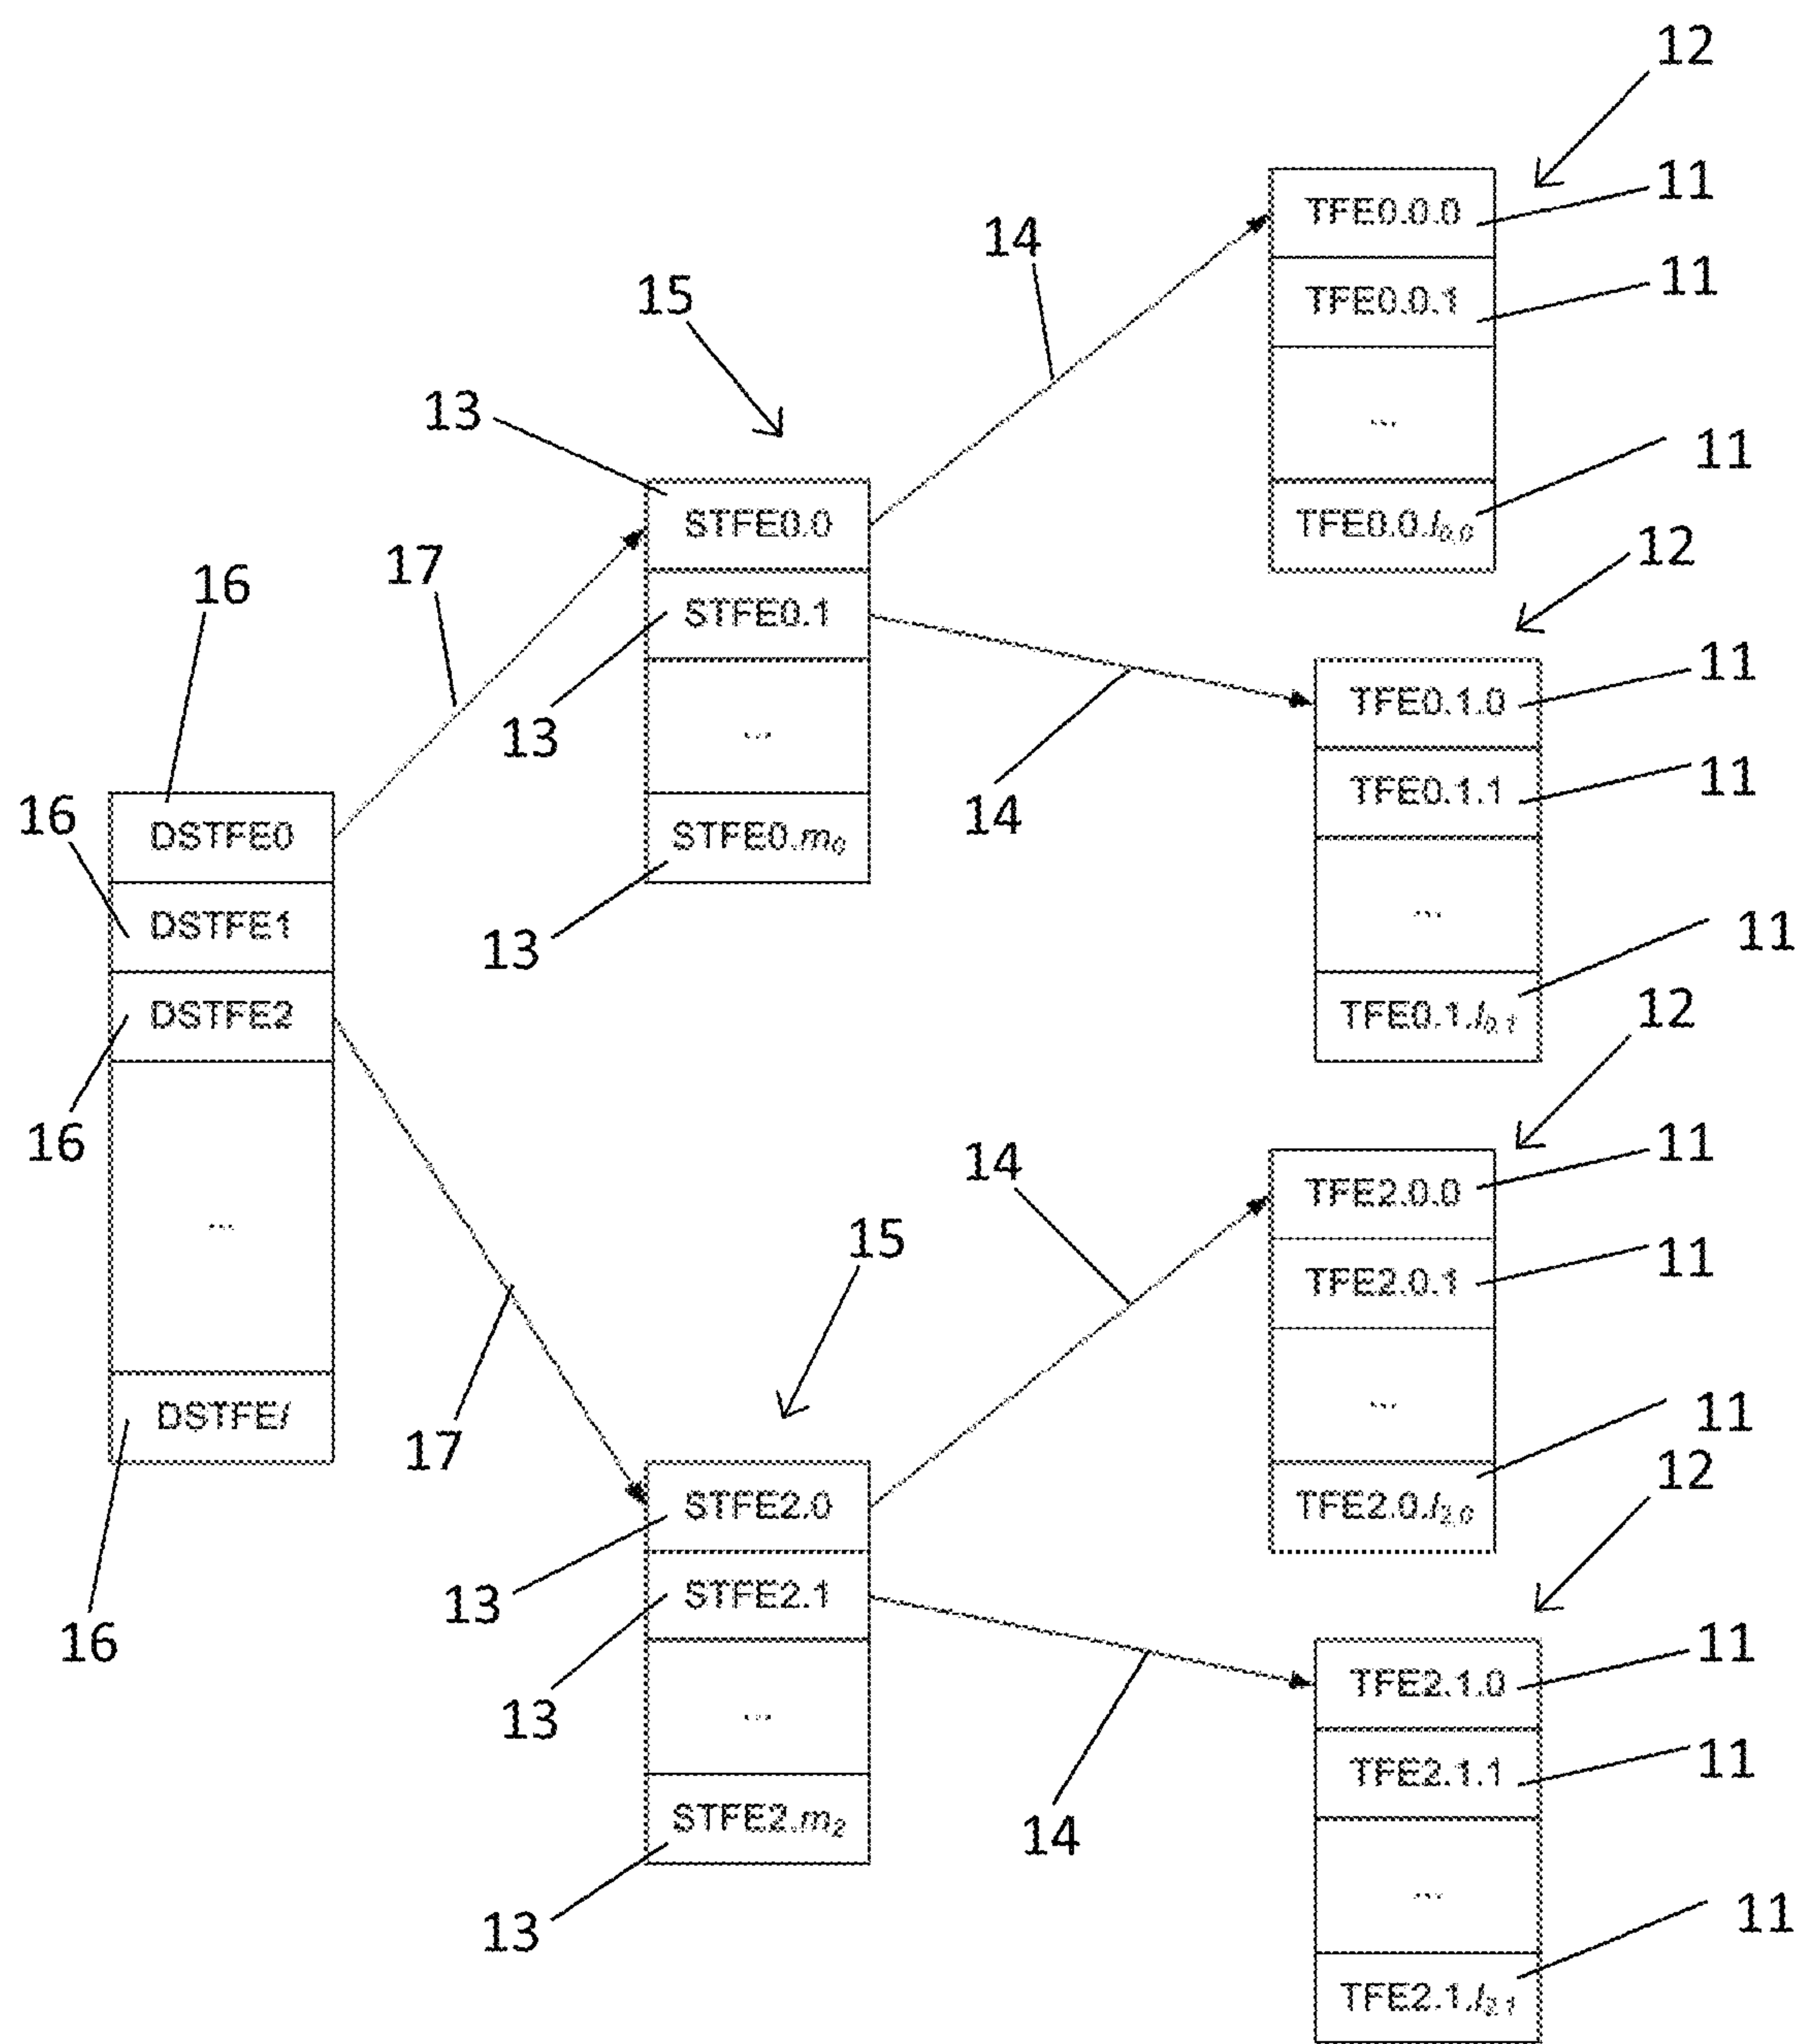 12
TFE0.0.0 11
14
TFE0.0.1 11
15
...
13
TFE0.0.l0,0 11
STFE0.0
12
17
16
STFE0.1
TFE0.1.0 11
13
...
14
TFE0.1.1 11
16
DSTFE0
STFE0.m0
...
DSTFE1
13
11
DSTFE2
TFE0.1.l0,1
12
16
14
TFE2.0.0 11
...
15
TFE2.0.1 11
...
DSTFEl
17
11
12
STFE2.0
TFE2.0.l2,0
13
STFE2.1
16
TFE2.1.0 11
13
...
TFE2.1.1 11
STFE2.m2
14
...
13
11
TFE2.1.l2,1